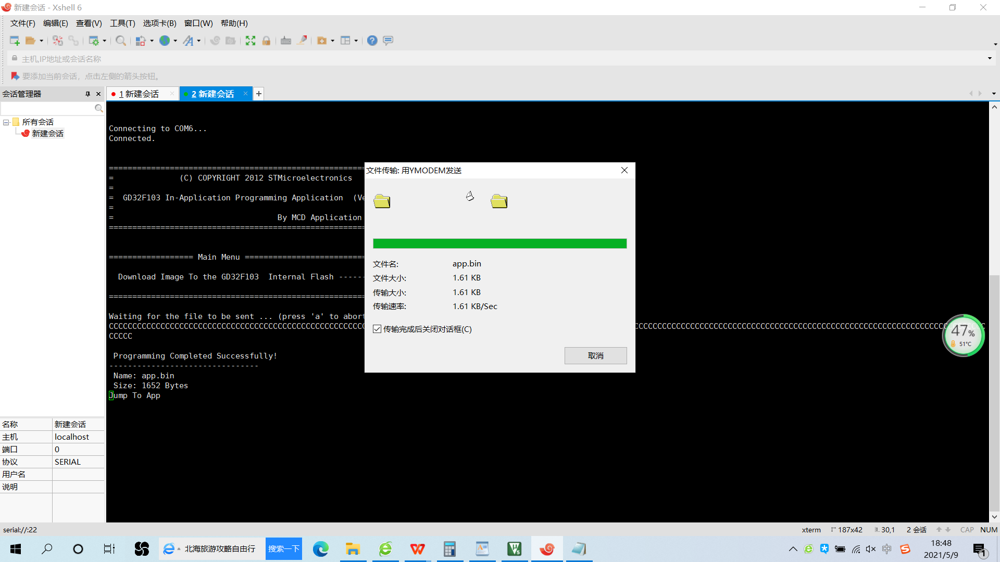 新建会话 - Xshell 6
文件(F) 编辑(E) 查看(V) 工具(T) 选项卡(B) 窗口(W) 帮助(H)
主机,IP地址或会话名称
要添加当前会话，点击左侧的箭头按钮。
会话管理器
1 新建会话
2 新建会话
所有会话
新建会话
Connecting to COM6...
Connected.
======================================================
= (C) COPYRIGHT 2012 STMicroelectronics
=
= GD32F103 In-Application Programming Application (Ve
=
= By MCD Application
======================================================
================== Main Menu ==========================
Download Image To the GD32F103 Internal Flash ------
======================================================
Waiting for the file to be sent ... (press 'a' to abort
CCCCC
Programming Completed Successfully!
--------------------------------
Name: app.bin
Size: 1652 Bytes
Jump To App
文件传输: 用YMODEM发送
文件名: app.bin
文件大小: 1.61 KB
传输大小: 1.61 KB
传输速率: 1.61 KB/Sec
传输完成后关闭对话框(C)
取消
47%
51°C
名称 新建会话
主机 localhost
端口 0
协议 SERIAL
用户名
说明
serial://:22
xterm 187x42 30,1 2 会话 CAP NUM
北海旅游攻略自由行 搜索一下
中
18:48
2021/5/9
1